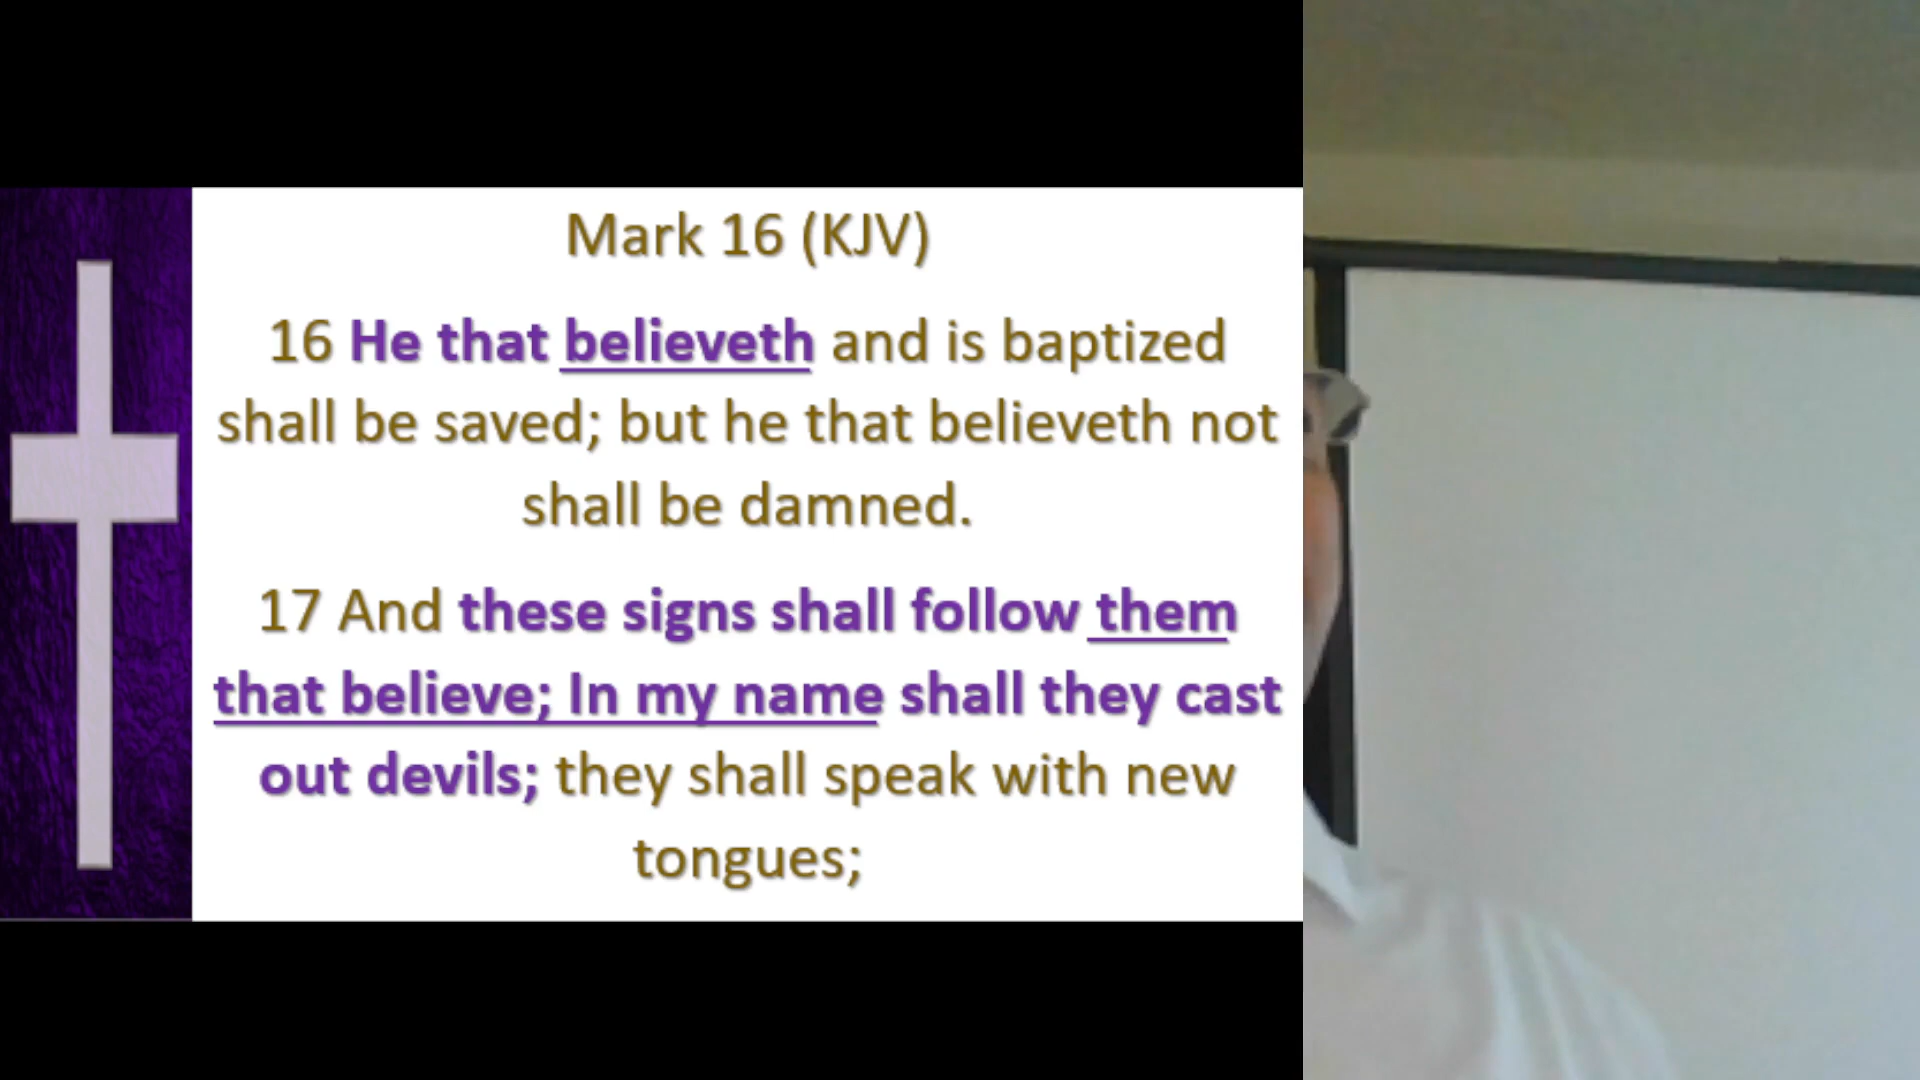 Mark 16 (KJV)
16 He that believeth and is baptized
shall be saved; but he that believeth not
shall be damned.
17 And these signs shall follow them
that believe; In my name shall they cast
out devils; they shall speak with new
tongues;